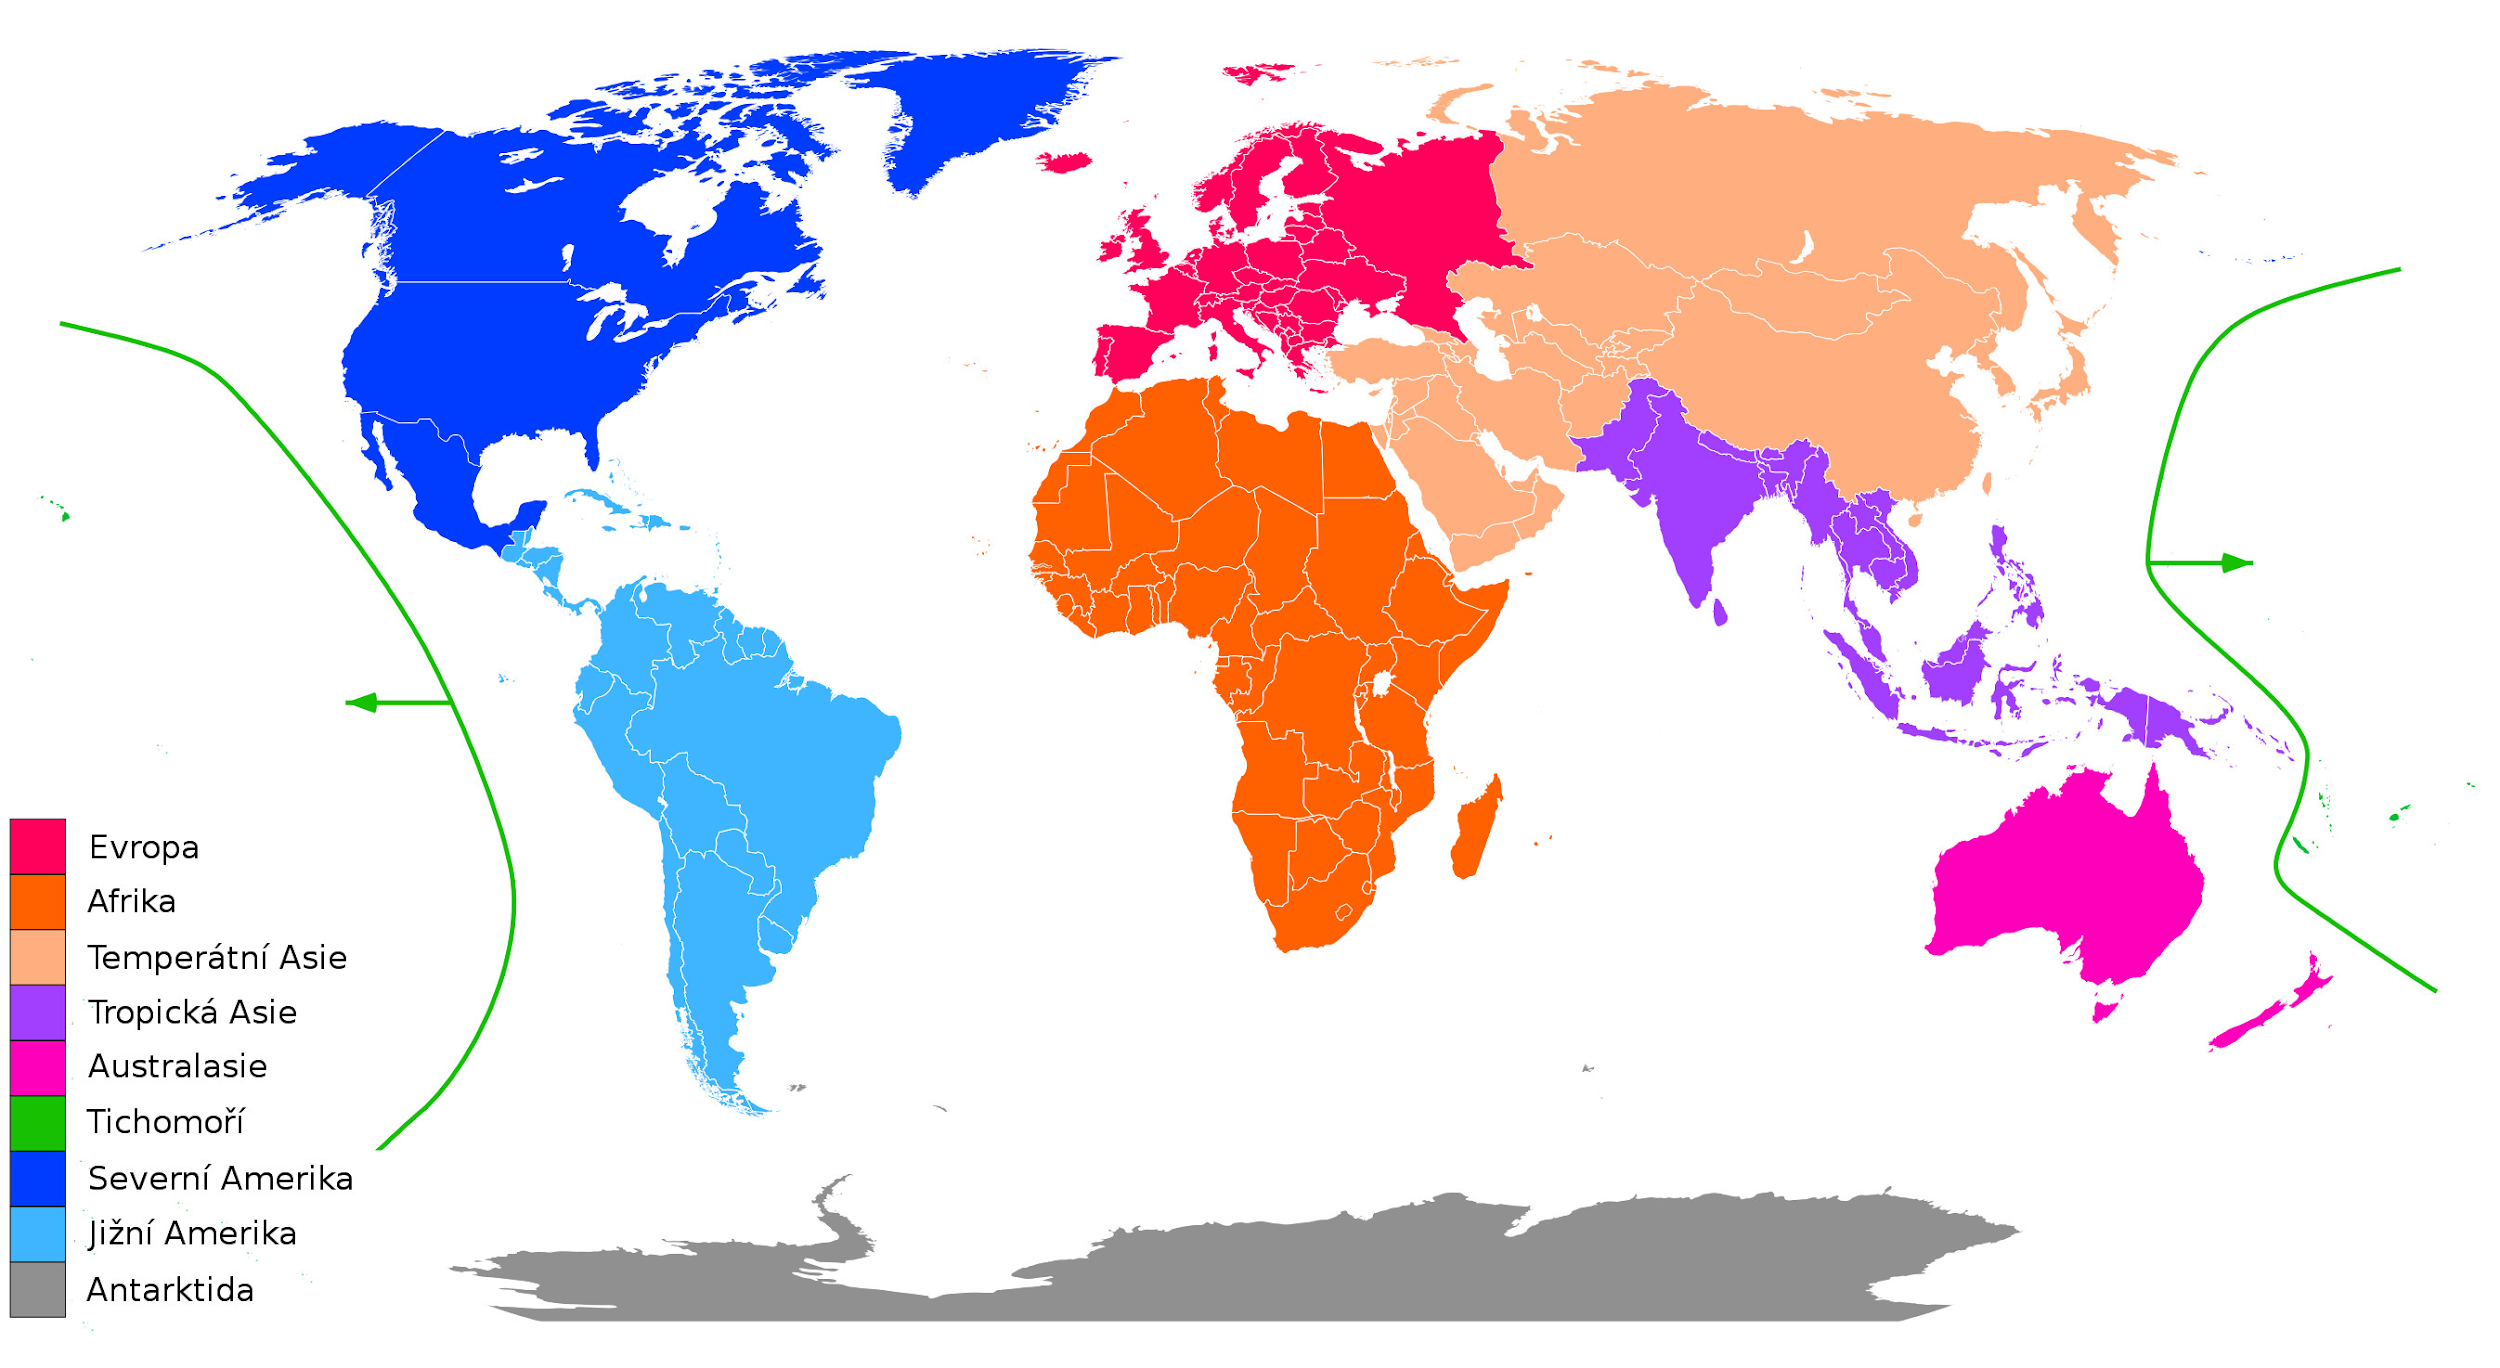 Evropa
Afrika
Temperátní Asie
Tropická Asie
Australasie
Tichomoří
Severní Amerika
Jižní Amerika
Antarktida